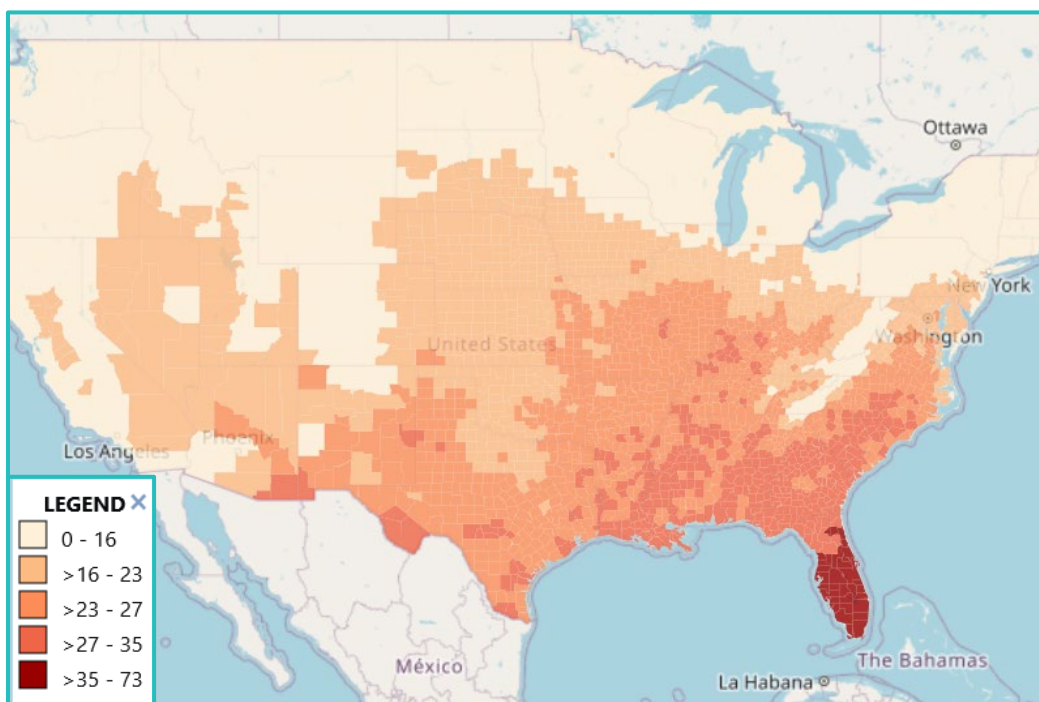 Ottawa
New York
United States
Washington
Los Angeles
Phoenix
LEGEND ×
0 - 16
>16 - 23
>23 - 27
>27 - 35
>35 - 73
México
The Bahamas
La Habana